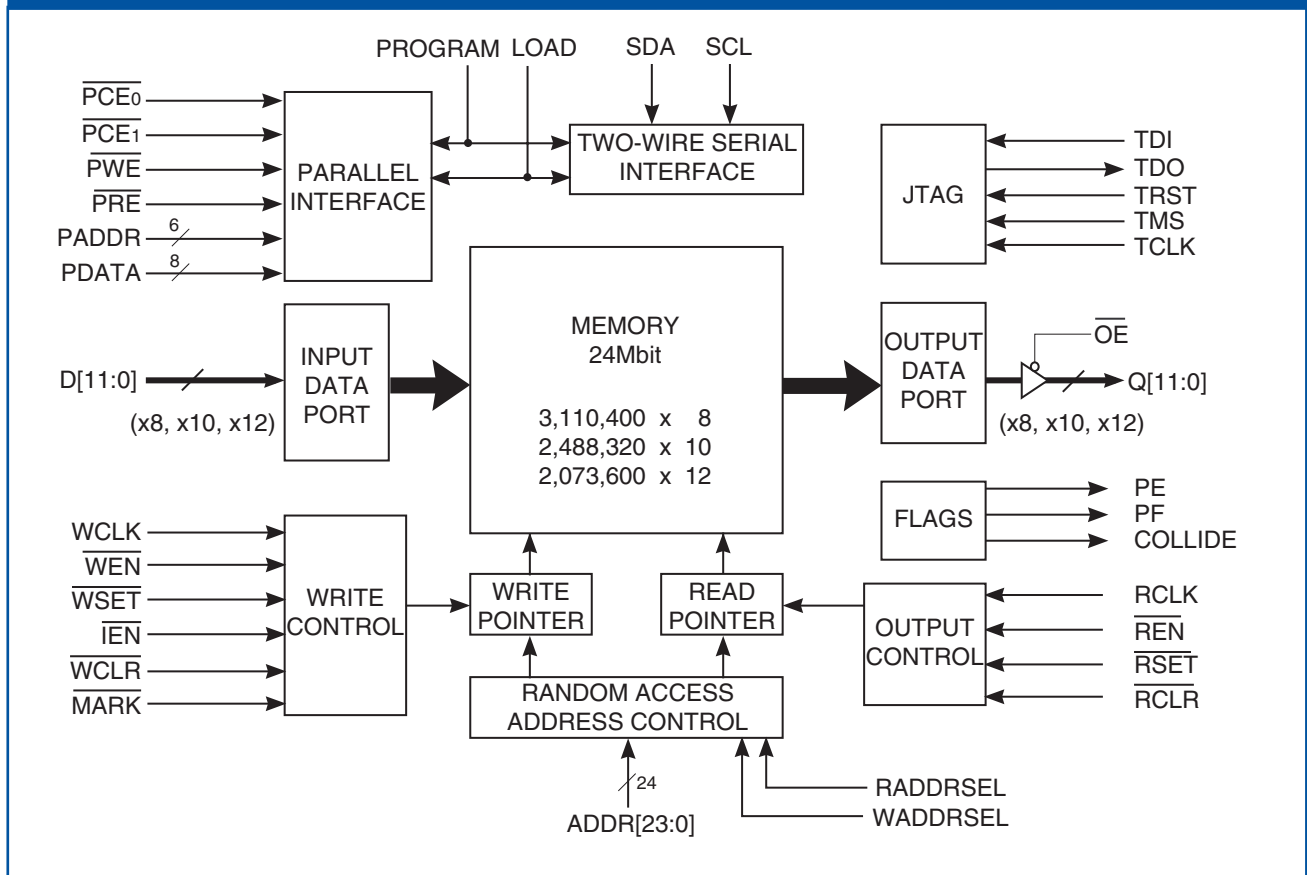 PROGRAM LOAD SDA SCL
PCE0
PCE1
PWE
PRE
PADDR 6
PDATA 8
PARALLEL
INTERFACE
TWO-WIRE SERIAL
INTERFACE
JTAG
TDI
TDO
TRST
TMS
TCLK
D[11:0]
(x8, x10, x12)
INPUT
DATA
PORT
MEMORY
24Mbit
3,110,400 x 8
2,488,320 x 10
2,073,600 x 12
OUTPUT
DATA
PORT
OE
Q[11:0]
(x8, x10, x12)
FLAGS
PE
PF
COLLIDE
WCLK
WEN
WSET
IEN
WCLR
MARK
WRITE
CONTROL
WRITE
POINTER
READ
POINTER
OUTPUT
CONTROL
RCLK
REN
RSET
RCLR
RANDOM ACCESS
ADDRESS CONTROL
24
ADDR[23:0]
RADDRSEL
WADDRSEL